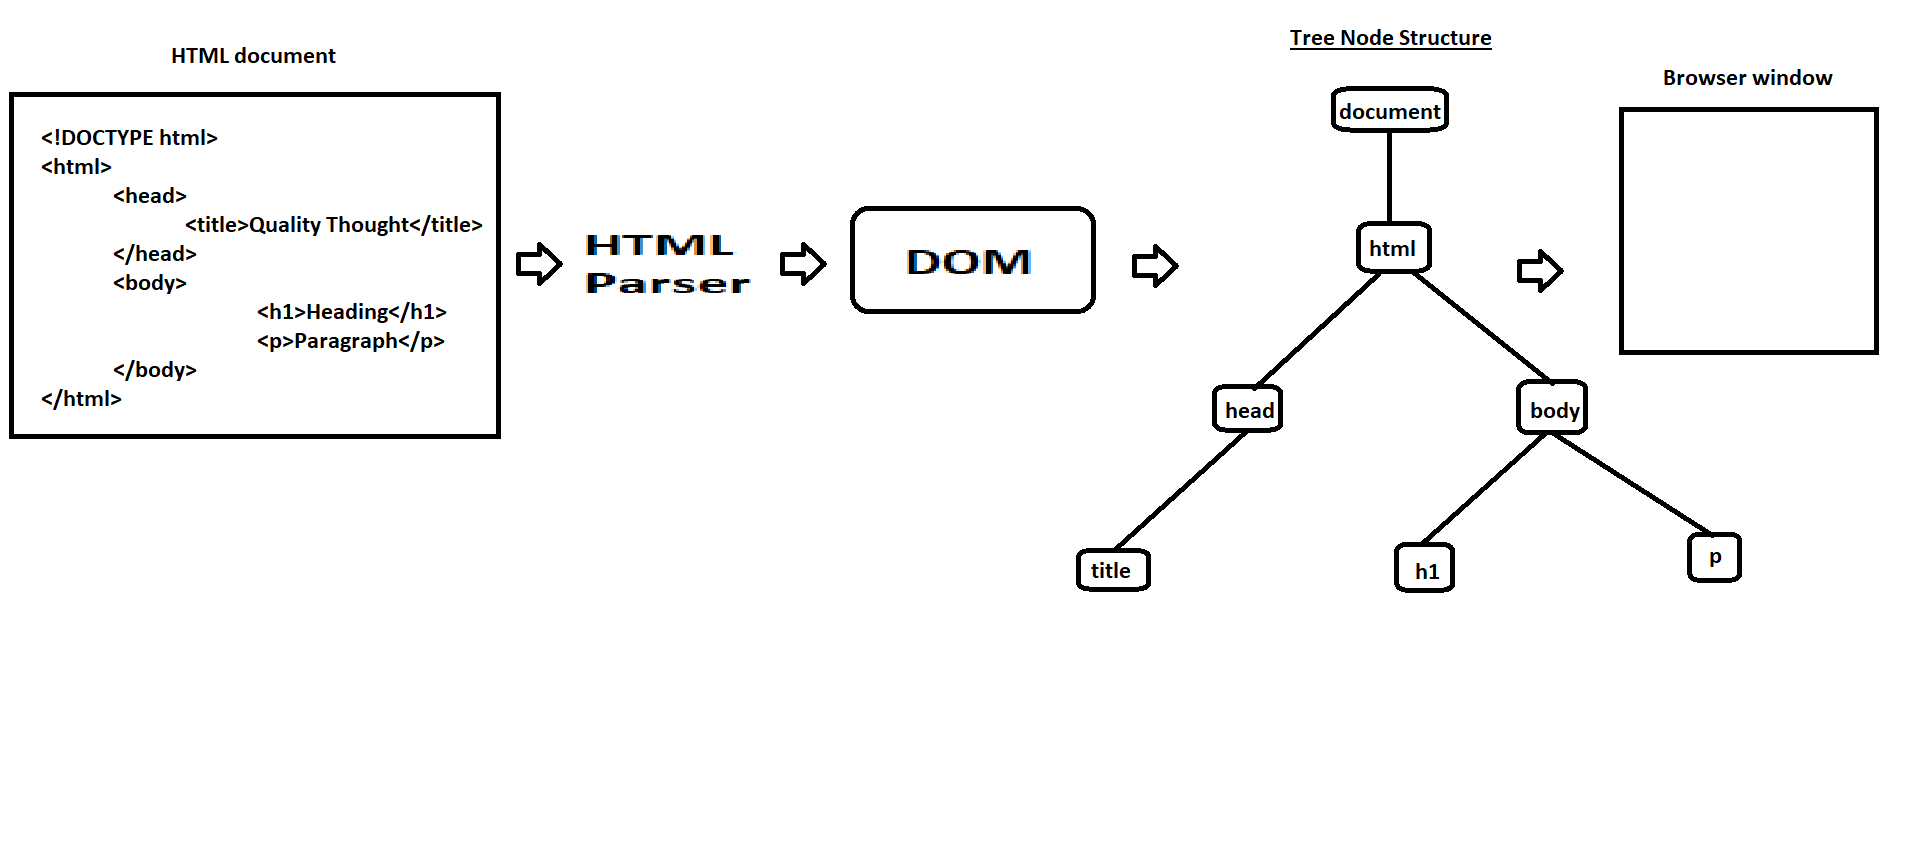 HTML document
<!DOCTYPE html>
<html>
<head>
<title>Quality Thought</title>
</head>
<body>
<h1>Heading</h1>
<p>Paragraph</p>
</body>
</html>
HTML
Parser
DOM
Tree Node Structure
document
html
head
body
title
h1
p
Browser window